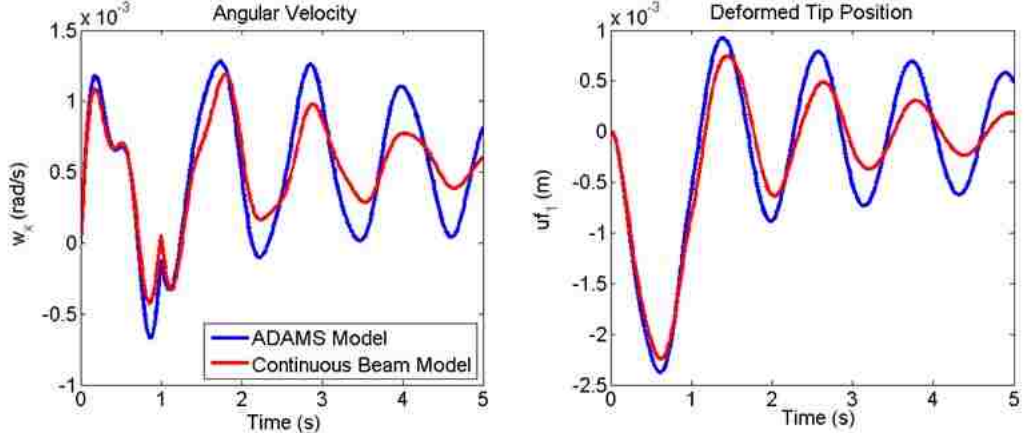 Angular Velocity
x 10⁻³
1.5
1
0.5
0
-0.5
-1
w_x (rad/s)
0 1 2 3 4 5
Time (s)
ADAMS Model
Continuous Beam Model
Deformed Tip Position
x 10⁻³
1
0.5
0
-0.5
-1
-1.5
-2
-2.5
uf_1 (m)
0 1 2 3 4 5
Time (s)